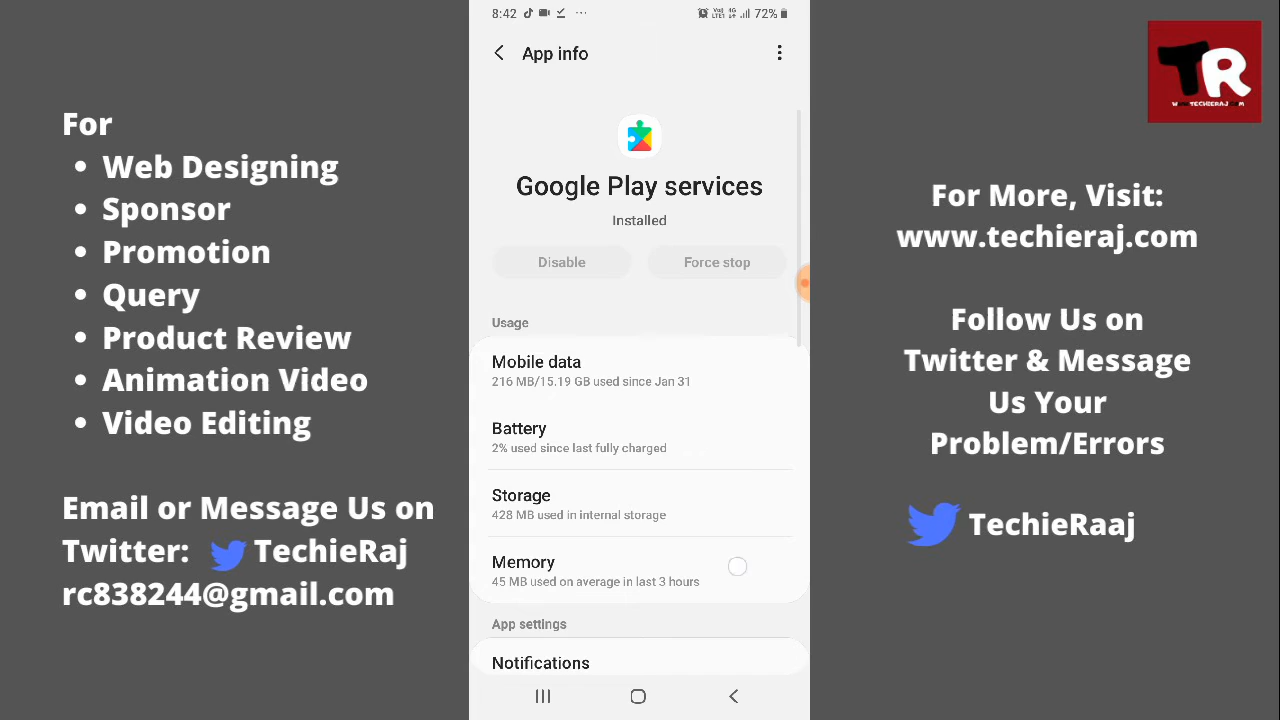 For
• Web Designing
• Sponsor
• Promotion
• Query
• Product Review
• Animation Video
• Video Editing
Email or Message Us on
Twitter: TechieRaj
rc838244@gmail.com
8:42 72%
App info
Google Play services
Installed
Disable Force stop
Usage
Mobile data
216 MB/15.19 GB used since Jan 31
Battery
2% used since last fully charged
Storage
428 MB used in internal storage
Memory
45 MB used on average in last 3 hours
App settings
Notifications
TR
For More, Visit:
www.techieraj.com
Follow Us on
Twitter & Message
Us Your
Problem/Errors
TechieRaaj